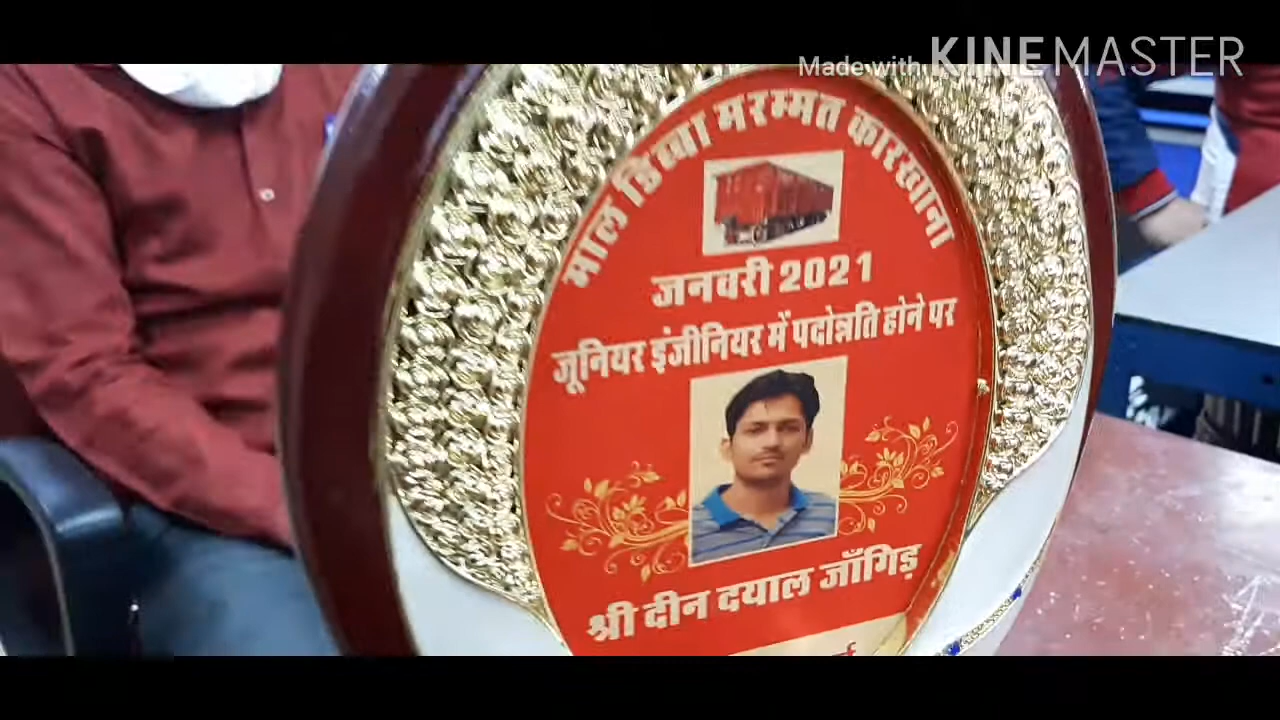 Made with KINEMASTER
माल डिब्बा मरम्मत कारखाना
जनवरी 2021
जूनियर इंजीनियर में पदोन्नति होने पर
श्री दीन दयाल जाँगिड़